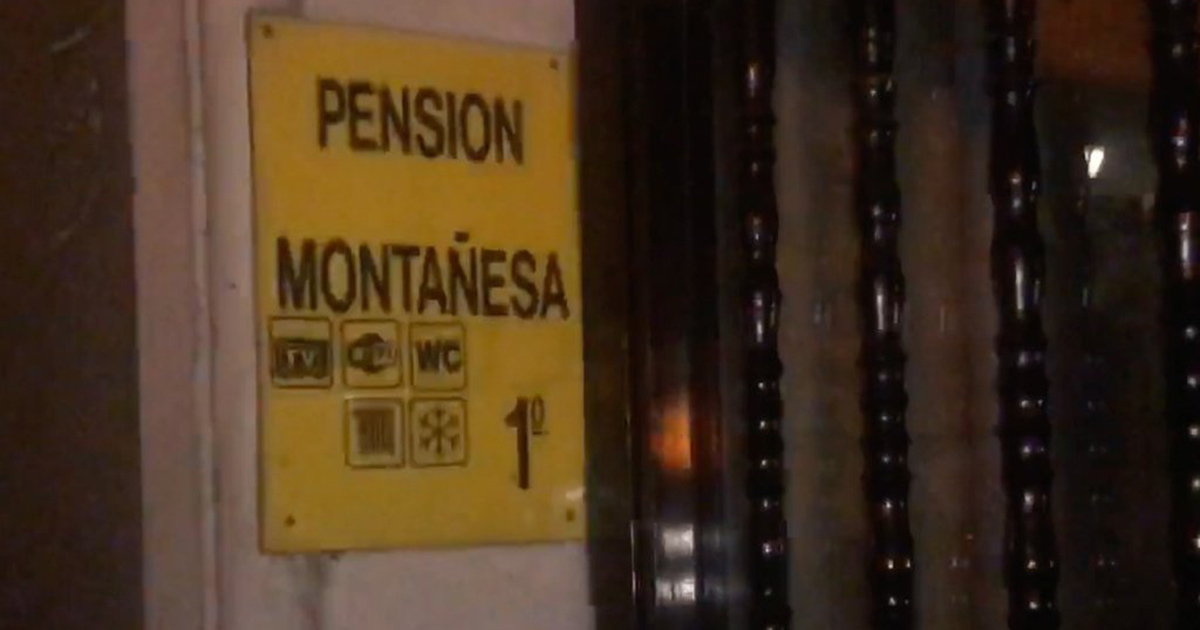 PENSION
MONTAÑESA
TV WC
1º